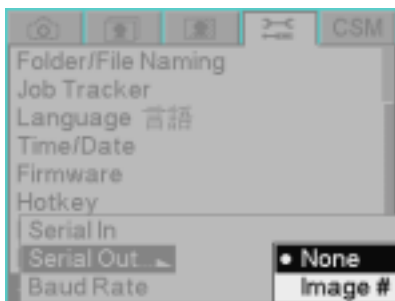 CSM
Folder/File Naming
Job Tracker
Language 言語
Time/Date
Firmware
Hotkey
Serial In
Serial Out
None
Baud Rate
Image #